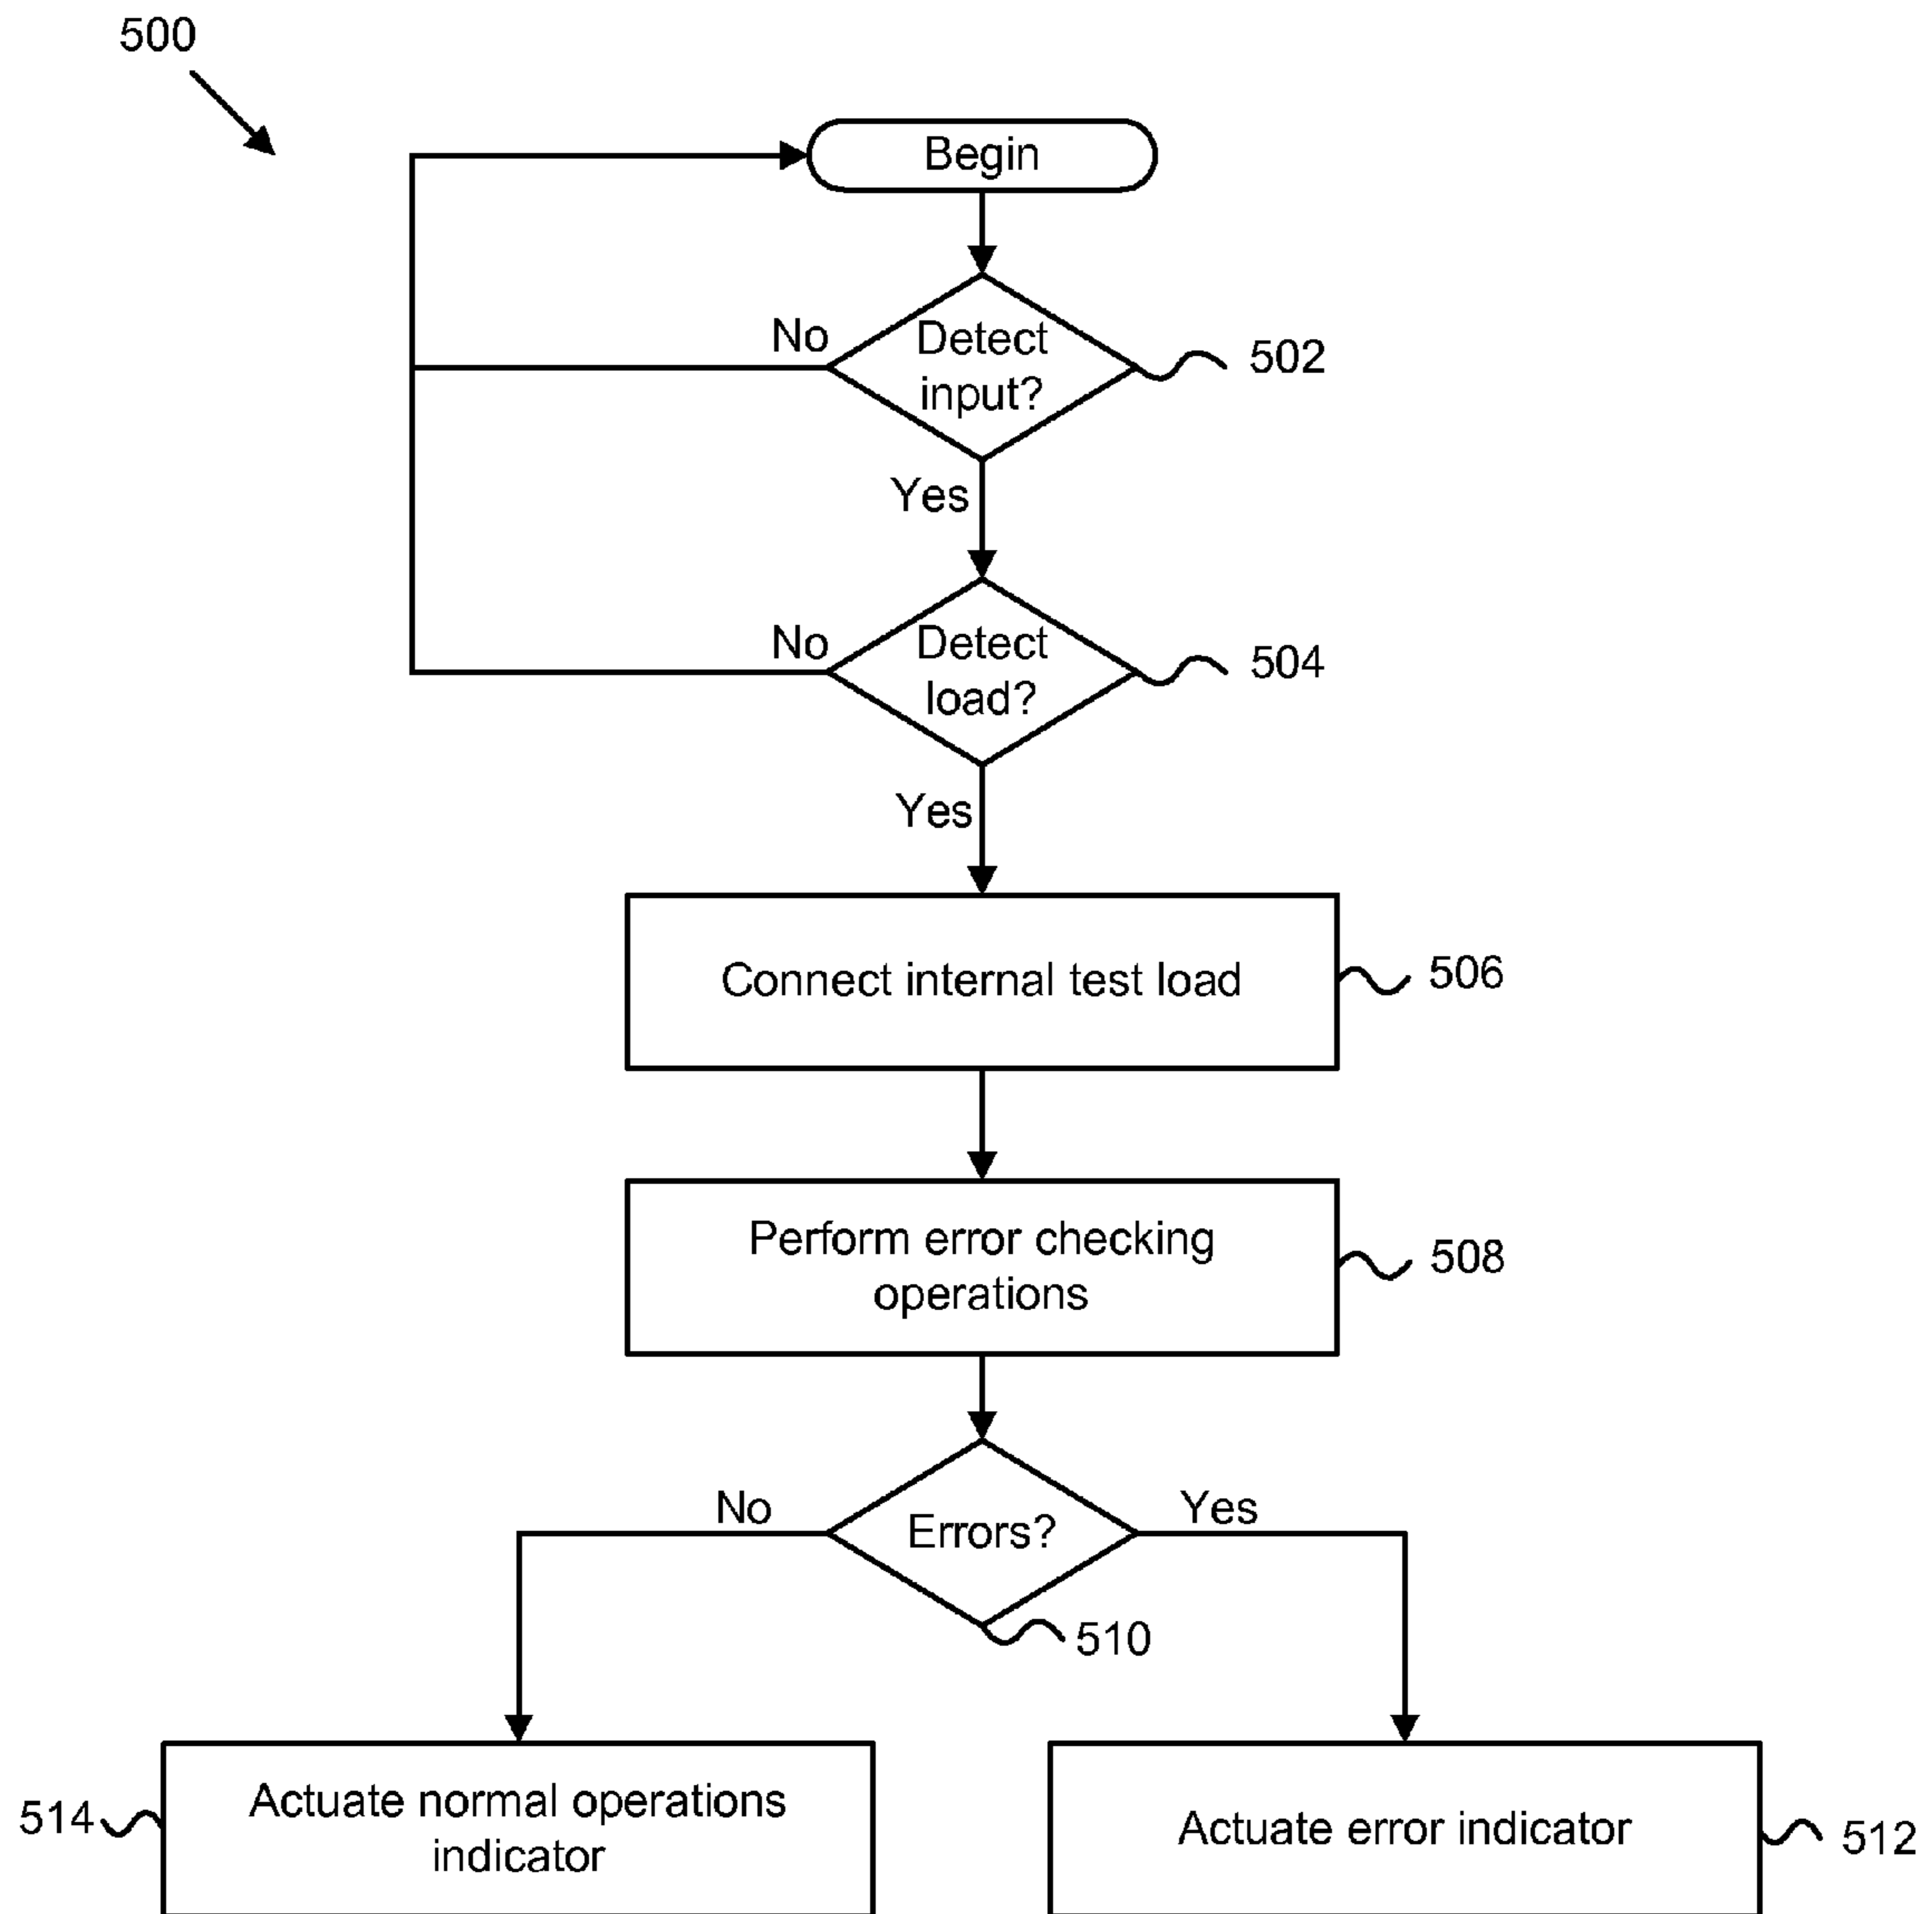 500
Begin
No
Detect
input?
502
Yes
No
Detect
load?
504
Yes
Connect internal test load
506
Perform error checking
operations
508
No
Errors?
Yes
510
514
Actuate normal operations
indicator
Actuate error indicator
512